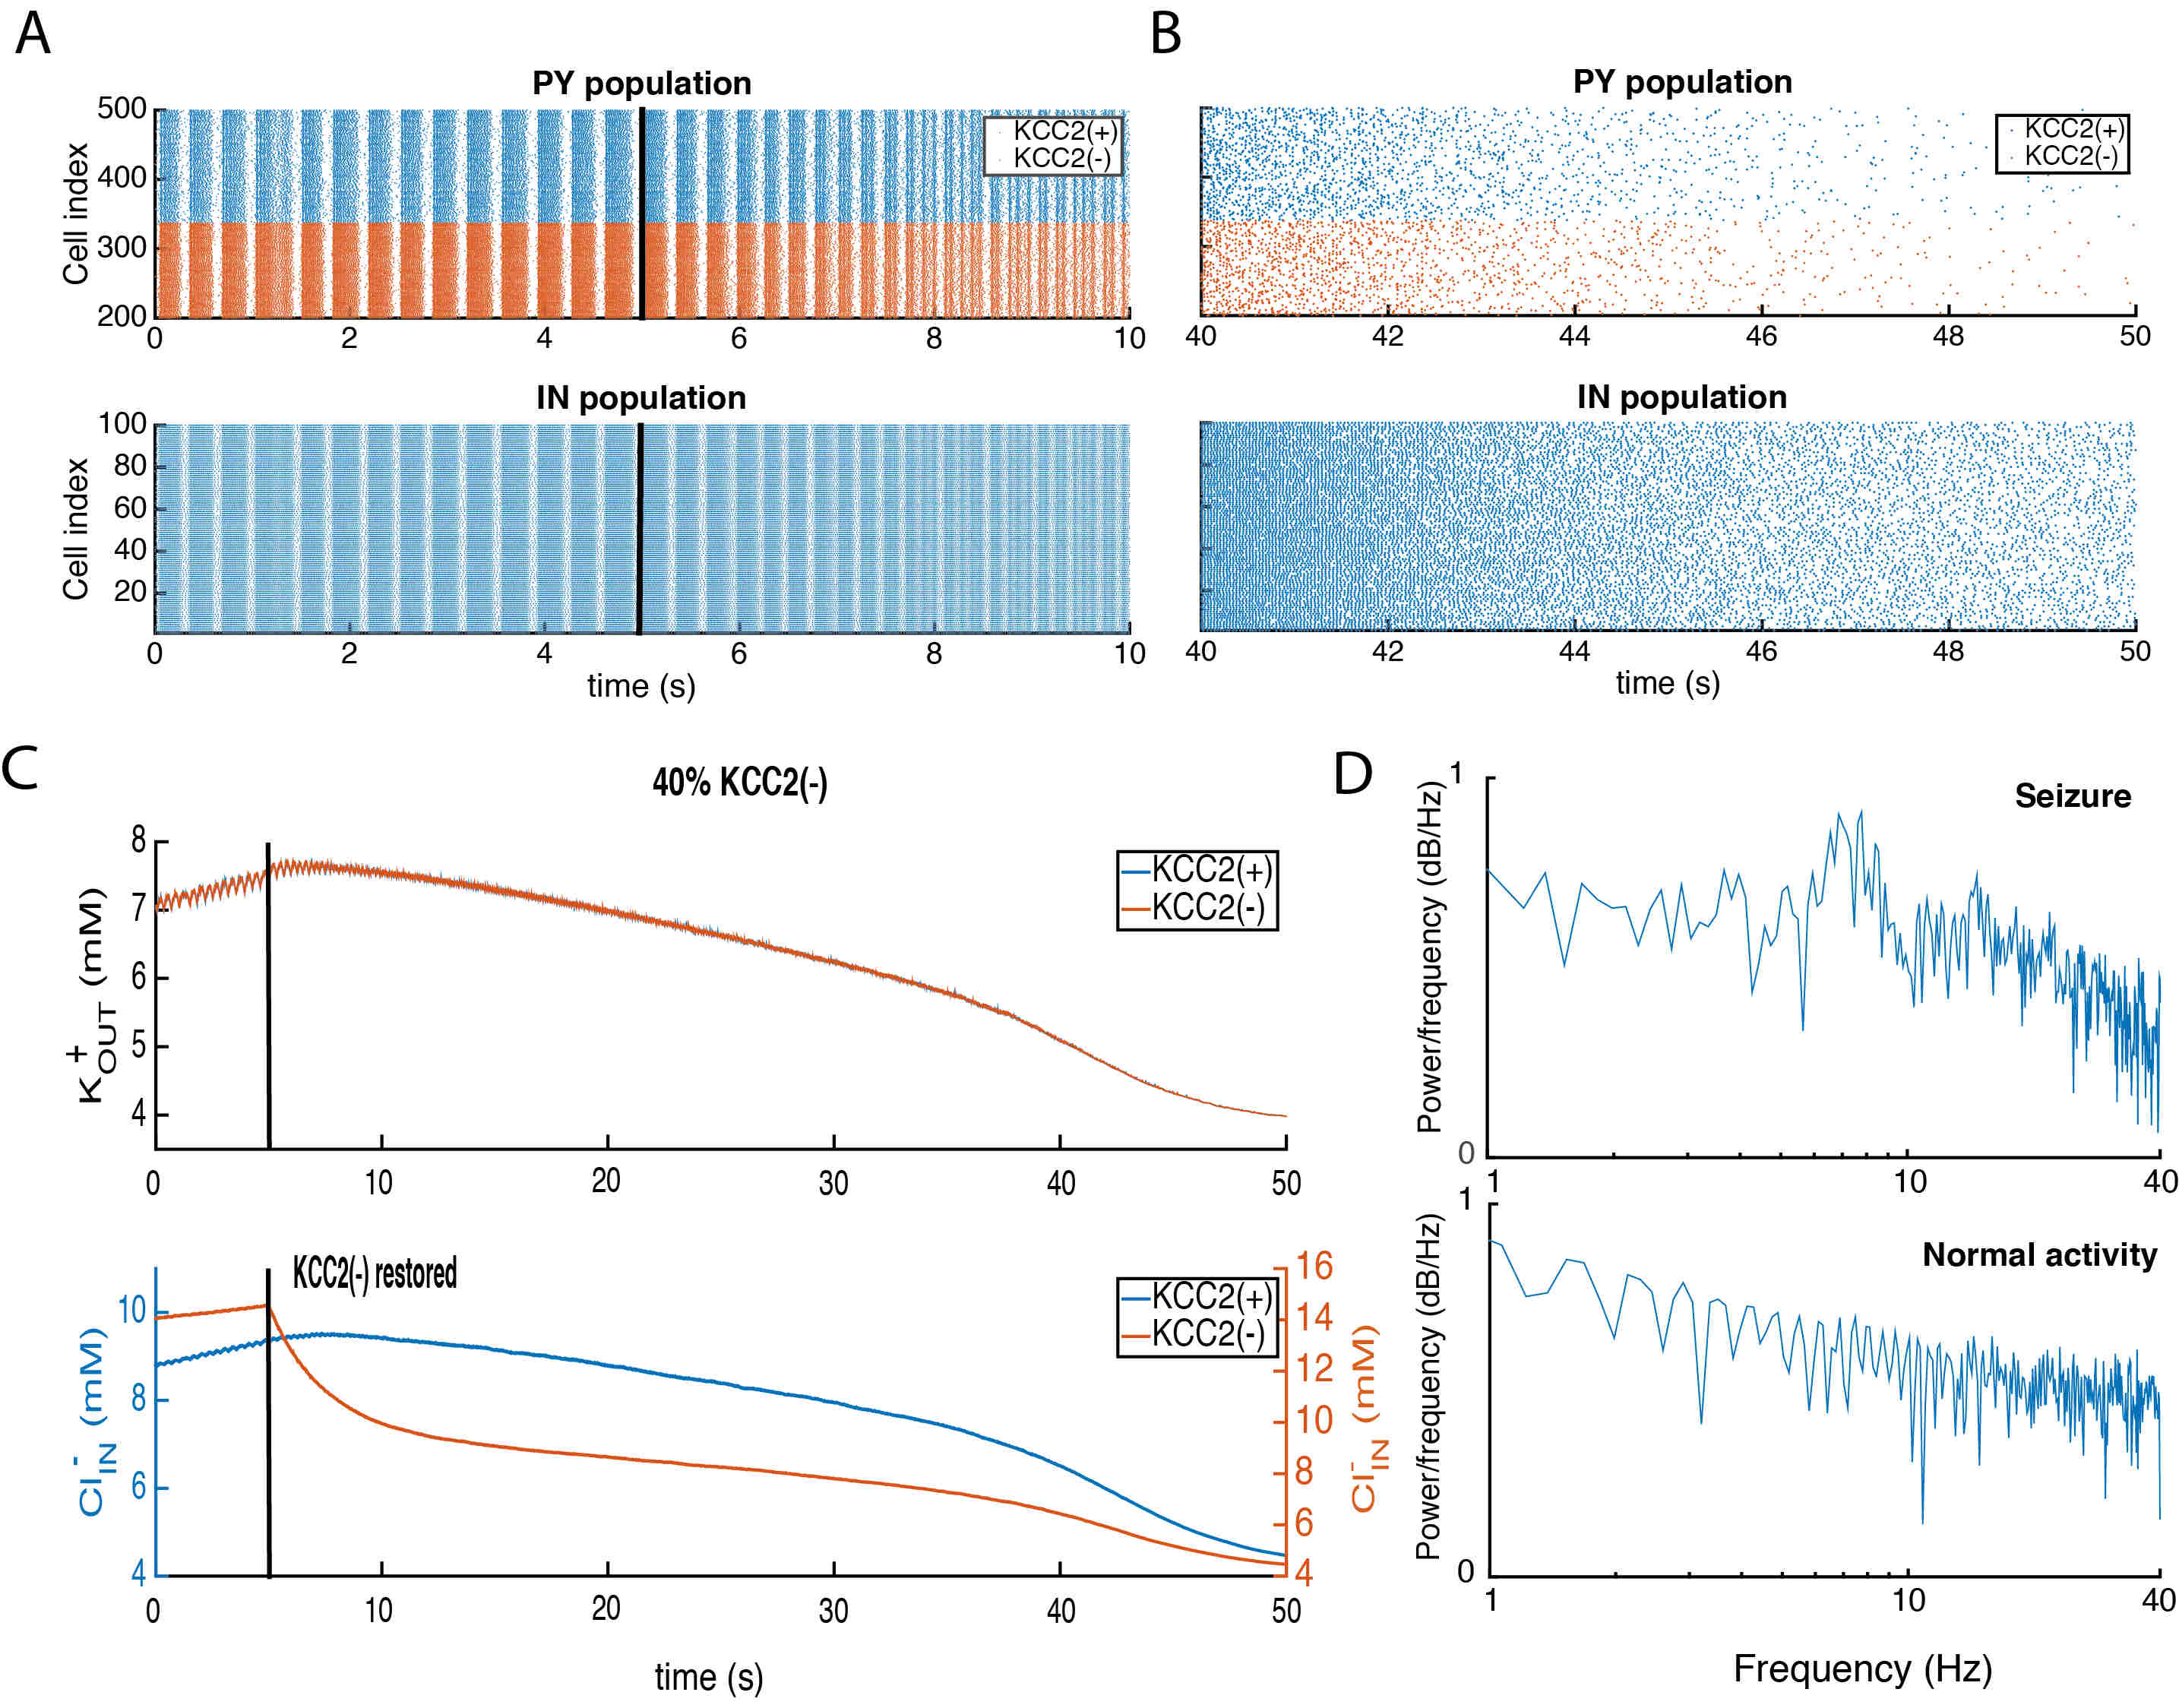 A
PY population
Cell index
500
400
300
200
KCC2(+)
KCC2(-)
0 2 4 6 8 10
IN population
Cell index
100
80
60
40
20
0 2 4 6 8 10
time (s)
B
PY population
KCC2(+)
KCC2(-)
40 42 44 46 48 50
IN population
40 42 44 46 48 50
time (s)
C
40% KCC2(-)
K+OUT (mM)
8
7
6
5
4
KCC2(+)
KCC2(-)
0 10 20 30 40 50
KCC2(-) restored
Cl-IN (mM)
10
8
6
4
KCC2(+)
KCC2(-)
16
14
12
10
8
6
4
Cl-IN (mM)
0 10 20 30 40 50
time (s)
D
Seizure
Power/frequency (dB/Hz)
1
0
1 10 40
Normal activity
Power/frequency (dB/Hz)
1
0
1 10 40
Frequency (Hz)